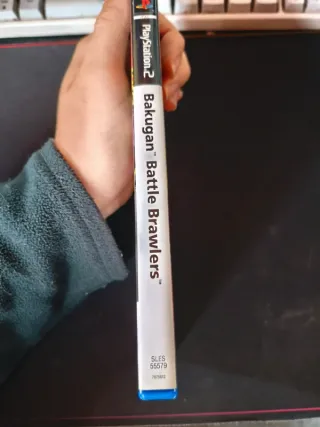 PlayStation.2
Bakugan™ Battle Brawlers™
SLES
55579